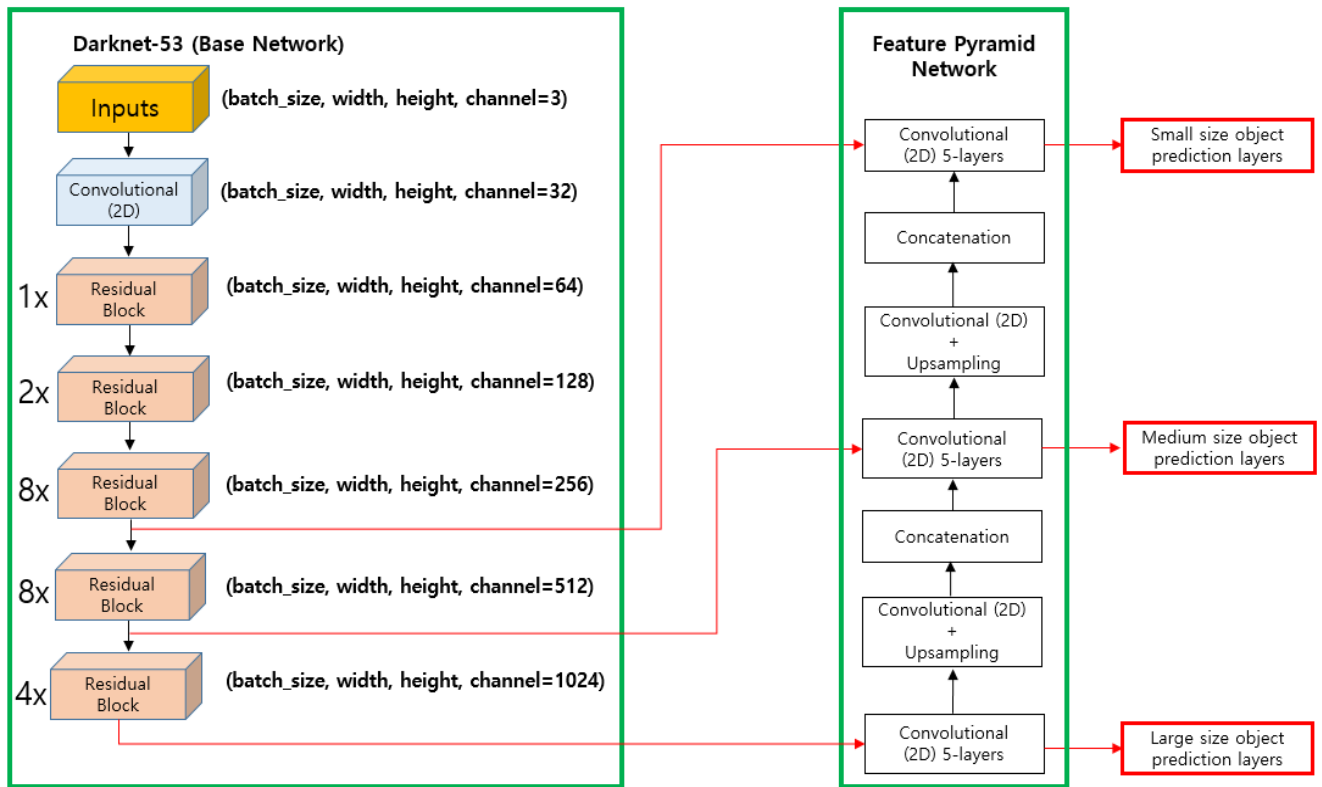 Darknet-53 (Base Network)
Inputs
(batch_size, width, height, channel=3)
Convolutional
(2D)
(batch_size, width, height, channel=32)
1x
Residual
Block
(batch_size, width, height, channel=64)
2x
Residual
Block
(batch_size, width, height, channel=128)
8x
Residual
Block
(batch_size, width, height, channel=256)
8x
Residual
Block
(batch_size, width, height, channel=512)
4x
Residual
Block
(batch_size, width, height, channel=1024)
Feature Pyramid
Network
Convolutional
(2D) 5-layers
Concatenation
Convolutional (2D)
+
Upsampling
Convolutional
(2D) 5-layers
Concatenation
Convolutional (2D)
+
Upsampling
Convolutional
(2D) 5-layers
Small size object
prediction layers
Medium size object
prediction layers
Large size object
prediction layers